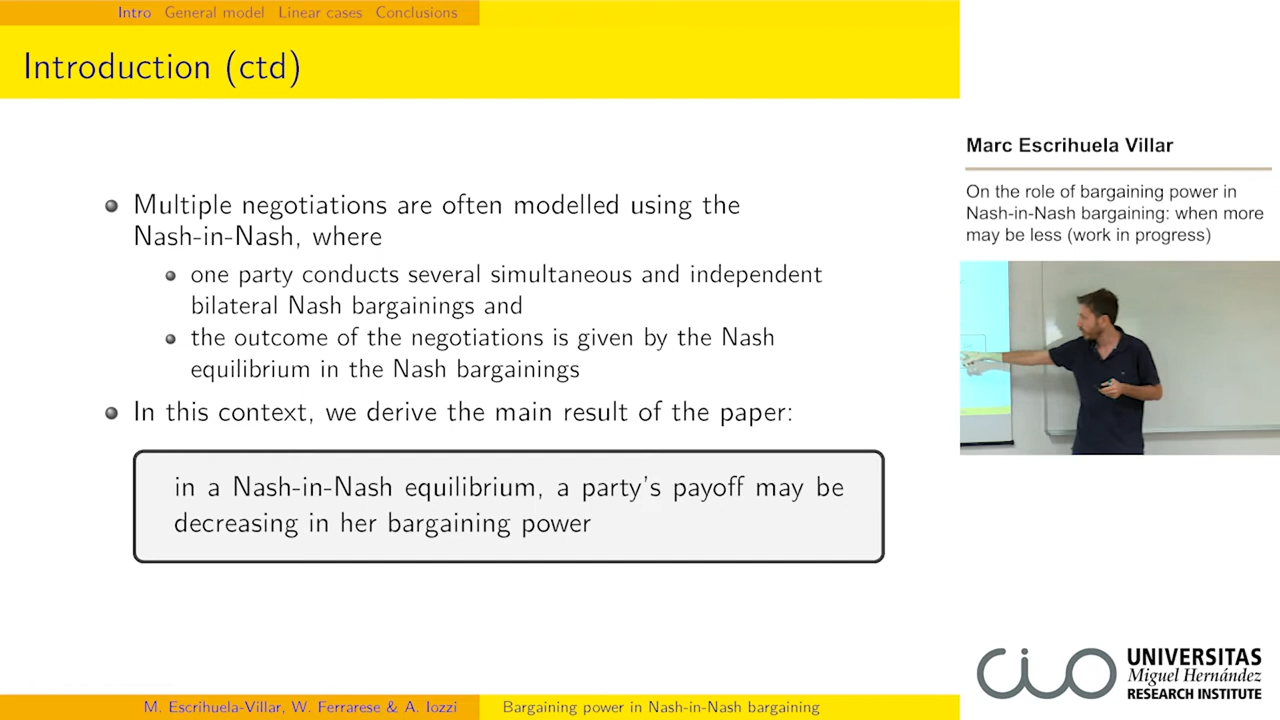 Intro General model Linear cases Conclusions
Introduction (ctd)
Multiple negotiations are often modelled using the
Nash-in-Nash, where
one party conducts several simultaneous and independent
bilateral Nash bargainings and
the outcome of the negotiations is given by the Nash
equilibrium in the Nash bargainings
In this context, we derive the main result of the paper:
in a Nash-in-Nash equilibrium, a party's payoff may be
decreasing in her bargaining power
M. Escrihuela-Villar, W. Ferrarese & A. Iozzi
Bargaining power in Nash-in-Nash bargaining
Marc Escrihuela Villar
On the role of bargaining power in
Nash-in-Nash bargaining: when more
may be less (work in progress)
CIO
UNIVERSITAS
Miguel Hernández
RESEARCH INSTITUTE